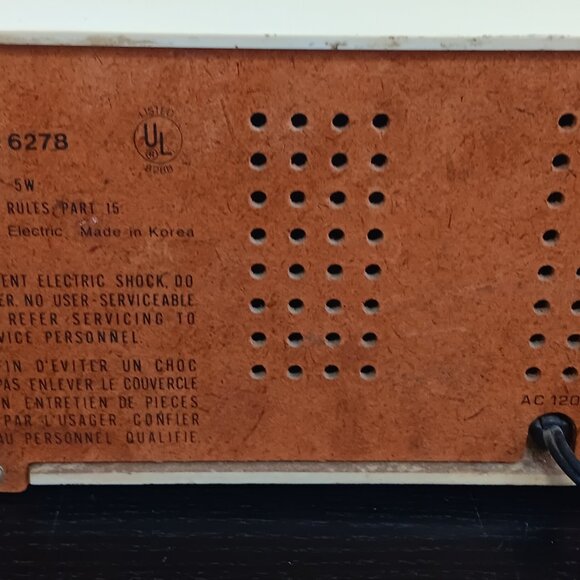 6278
LISTED
UL
5W
RULES, PART 15.
Electric Made in Korea
ENT ELECTRIC SHOCK, DO
ER. NO USER-SERVICEABLE
REFER SERVICING TO
VICE PERSONNEL.
FIN D'ÉVITER UN CHOC
PAS ENLEVER LE COUVERCLE
N ENTRETIEN DE PIECES
PAR L'USAGER. CONFIER
AU PERSONNEL QUALIFIE.
AC 120